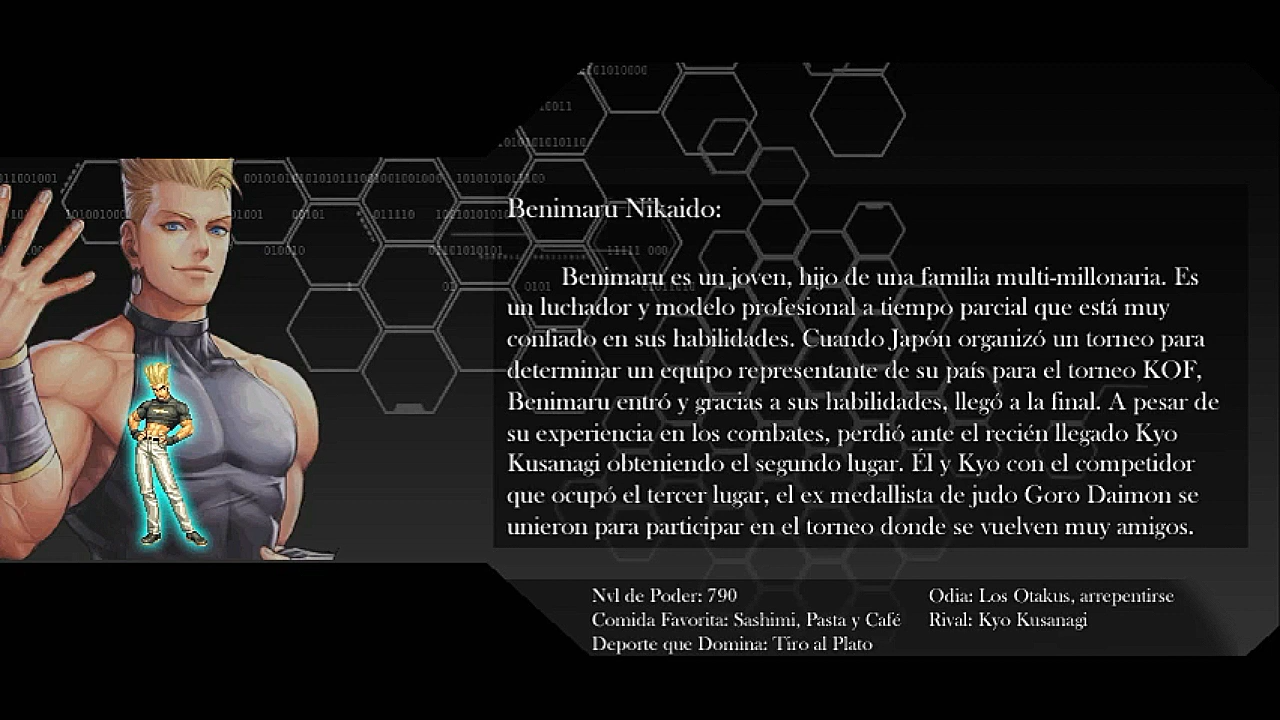 Benimaru Nikaido:
Benimaru es un joven, hijo de una familia multi-millonaria. Es
un luchador y modelo profesional a tiempo parcial que está muy
confiado en sus habilidades. Cuando Japón organizó un torneo para
determinar un equipo representante de su país para el torneo KOF,
Benimaru entró y gracias a sus habilidades, llegó a la final. A pesar de
su experiencia en los combates, perdió ante el recién llegado Kyo
Kusanagi obteniendo el segundo lugar. Él y Kyo con el competidor
que ocupó el tercer lugar, el ex medallista de judo Goro Daimon se
unieron para participar en el torneo donde se vuelven muy amigos.
Nvl de Poder: 790
Comida Favorita: Sashimi, Pasta y Café
Deporte que Domina: Tiro al Plato
Odia: Los Otakus, arrepentirse
Rival: Kyo Kusanagi